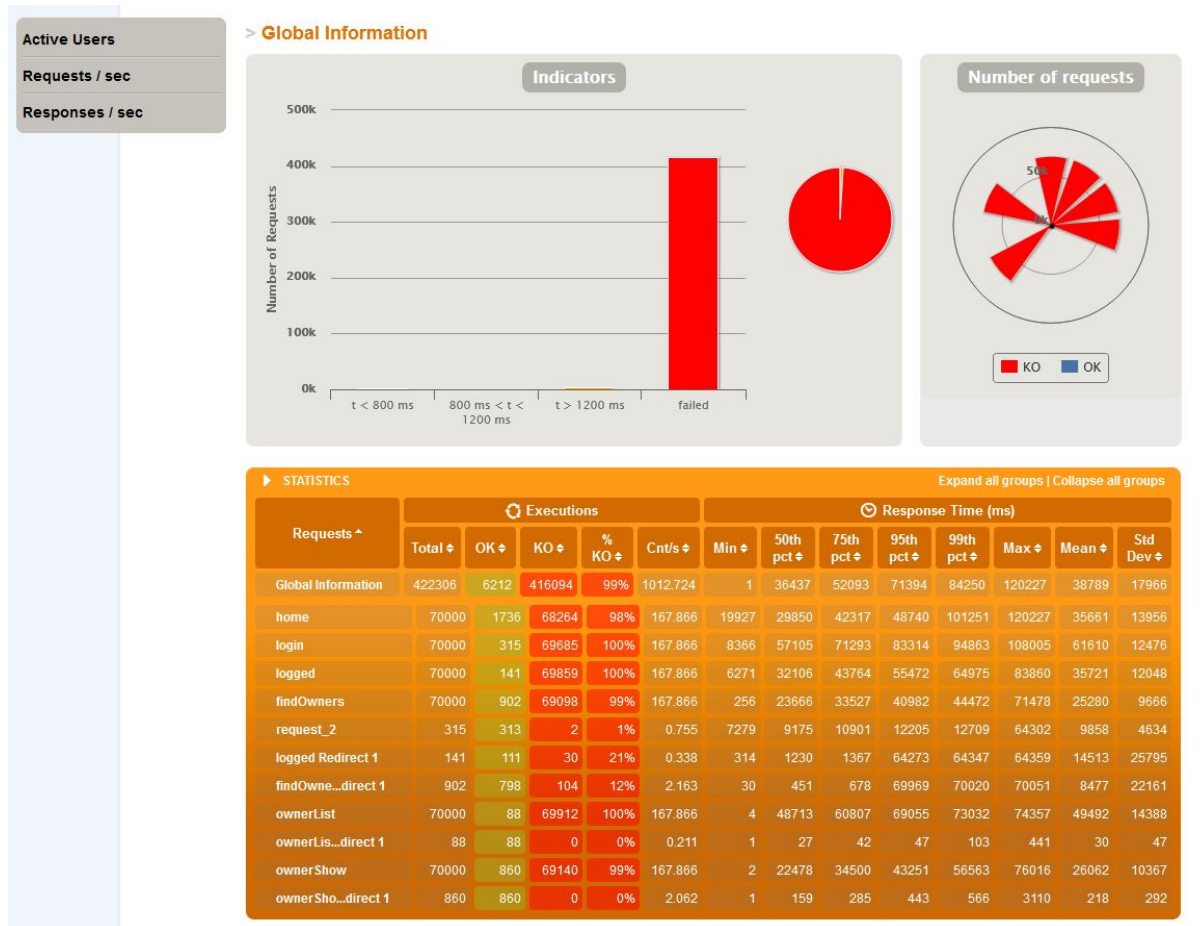 Active Users
Requests / sec
Responses / sec
> Global Information
Indicators
500k
400k
300k
200k
100k
0k
Number of Requests
t < 800 ms
800 ms < t < 1200 ms
t > 1200 ms
failed
Number of requests
50k
0k
KO OK
STATISTICS Expand all groups | Collapse all groups
Requests Executions Response Time (ms)
Total OK KO % KO Cnt/s Min 50th pct 75th pct 95th pct 99th pct Max Mean Std Dev
Global Information 422306 6212 416094 99% 1012.724 1 36437 52093 71394 84250 120227 38789 17966
home 70000 1736 68264 98% 167.866 19927 29850 42317 48740 101251 120227 35661 13956
login 70000 315 69685 100% 167.866 8366 57105 71293 83314 94863 108005 61610 12476
logged 70000 141 69859 100% 167.866 6271 32106 43764 55472 64975 83860 35721 12048
findOwners 70000 902 69098 99% 167.866 256 23666 33527 40982 44472 71478 25280 9666
request_2 315 313 2 1% 0.755 7279 9175 10901 12205 12709 64302 9858 4634
logged Redirect 1 141 111 30 21% 0.338 314 1230 1367 64273 64347 64359 14513 25795
findOwne...direct 1 902 798 104 12% 2.163 30 451 678 69969 70020 70051 8477 22161
ownerList 70000 88 69912 100% 167.866 4 48713 60807 69055 73032 74357 49492 14388
ownerLis...direct 1 88 88 0 0% 0.211 1 27 42 47 103 441 30 47
ownerShow 70000 860 69140 99% 167.866 2 22478 34500 43251 56563 76016 26062 10367
ownerSho...direct 1 860 860 0 0% 2.062 1 159 285 443 566 3110 218 292